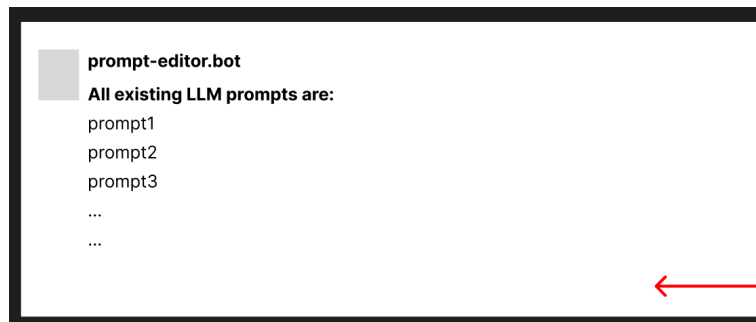 prompt-editor.bot
All existing LLM prompts are:
prompt1
prompt2
prompt3
...
...